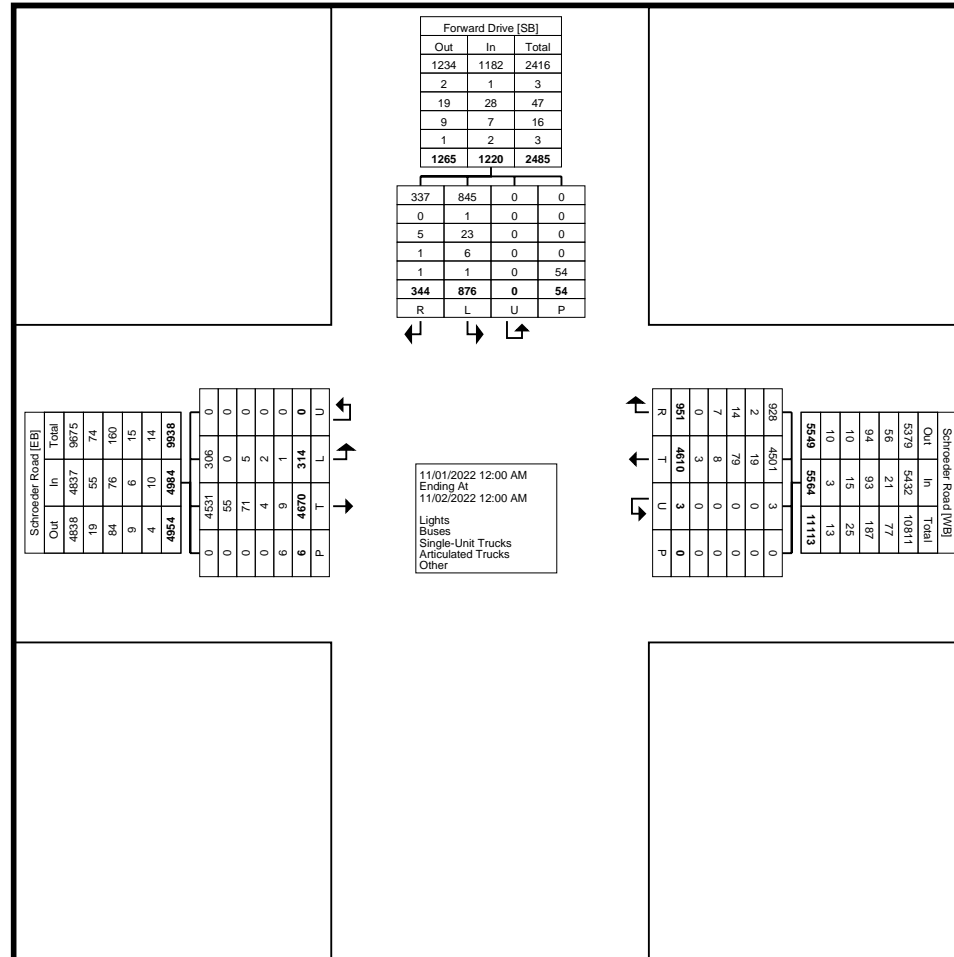 Forward Drive [SB]
Out In Total
1234 1182 2416
2 1 3
19 28 47
9 7 16
1 2 3
1265 1220 2485
337 845 0 0
0 1 0 0
5 23 0 0
1 6 0 0
1 1 0 54
344 876 0 54
R L U P
Schroeder Road [EB]
Total In Out
9675 4837 4838
74 55 19
160 76 84
15 6 9
14 10 4
9938 4984 4954
0 306 4531 0
0 0 55 0
0 5 71 0
0 2 4 0
0 1 9 6
0 314 4670 6
U L T P
11/01/2022 12:00 AM
Ending At
11/02/2022 12:00 AM
Lights
Buses
Single-Unit Trucks
Articulated Trucks
Other
Schroeder Road [WB]
Out In Total
5379 5432 10811
56 21 77
94 93 187
10 15 25
10 3 13
5549 5564 11113
928 4501 3 0
2 19 0 0
14 79 0 0
7 8 0 0
0 3 0 0
951 4610 3 0
R T U P